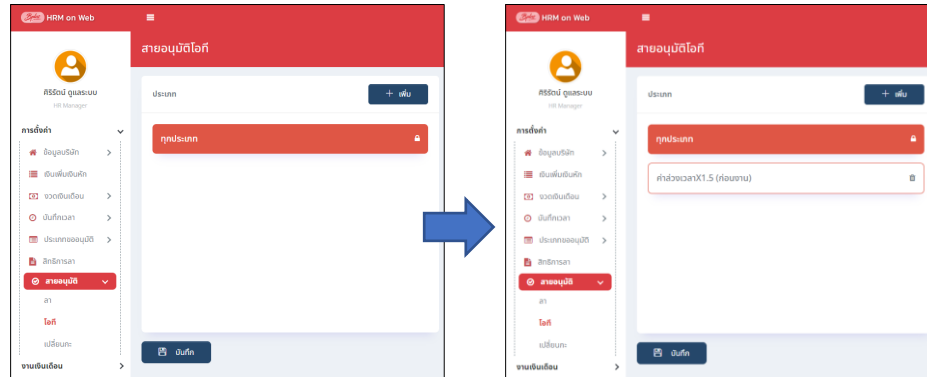 HRM on Web
สายอนุมัติโอที
ศิริรัตน์ ดูแลระบบ
HR Manager
ประเภท
+ เพิ่ม
การตั้งค่า
ทุกประเภท
ข้อมูลบริษัท
เงินเพิ่มเงินหัก
งวดเงินเดือน
บันทึกเวลา
ประเภทขออนุมัติ
สิทธิการลา
สายอนุมัติ
ลา
โอที
เปลี่ยนกะ
บันทึก
งานเงินเดือน
HRM on Web
สายอนุมัติโอที
ศิริรัตน์ ดูแลระบบ
HR Manager
ประเภท
+ เพิ่ม
การตั้งค่า
ทุกประเภท
ข้อมูลบริษัท
เงินเพิ่มเงินหัก
ค่าล่วงเวลาX1.5 (ก่อนงาน)
งวดเงินเดือน
บันทึกเวลา
ประเภทขออนุมัติ
สิทธิการลา
สายอนุมัติ
ลา
โอที
เปลี่ยนกะ
บันทึก
งานเงินเดือน